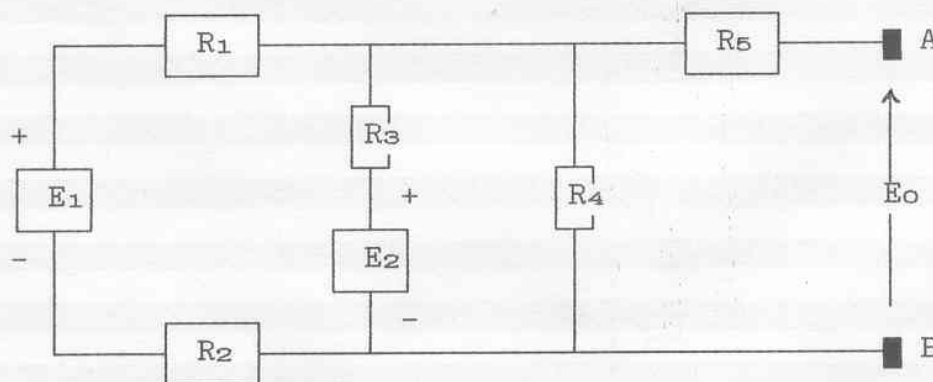 R1 R5 A
+ R3
E1 + R4 Eo
- E2
-
R2 B